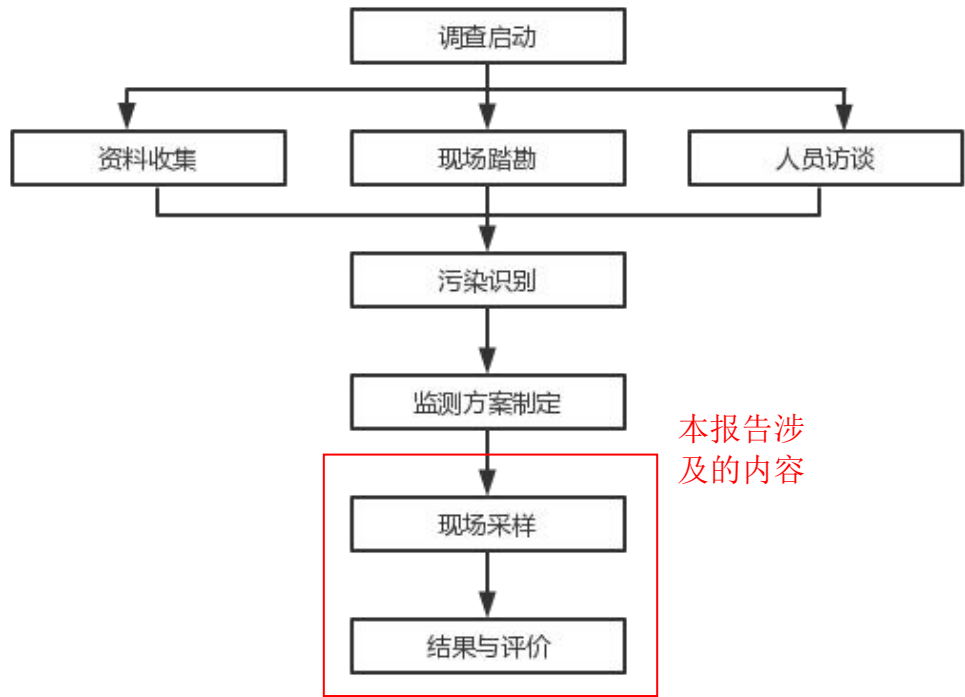 调查启动
资料收集
现场踏勘
人员访谈
污染识别
监测方案制定
本报告涉
及的内容
现场采样
结果与评价